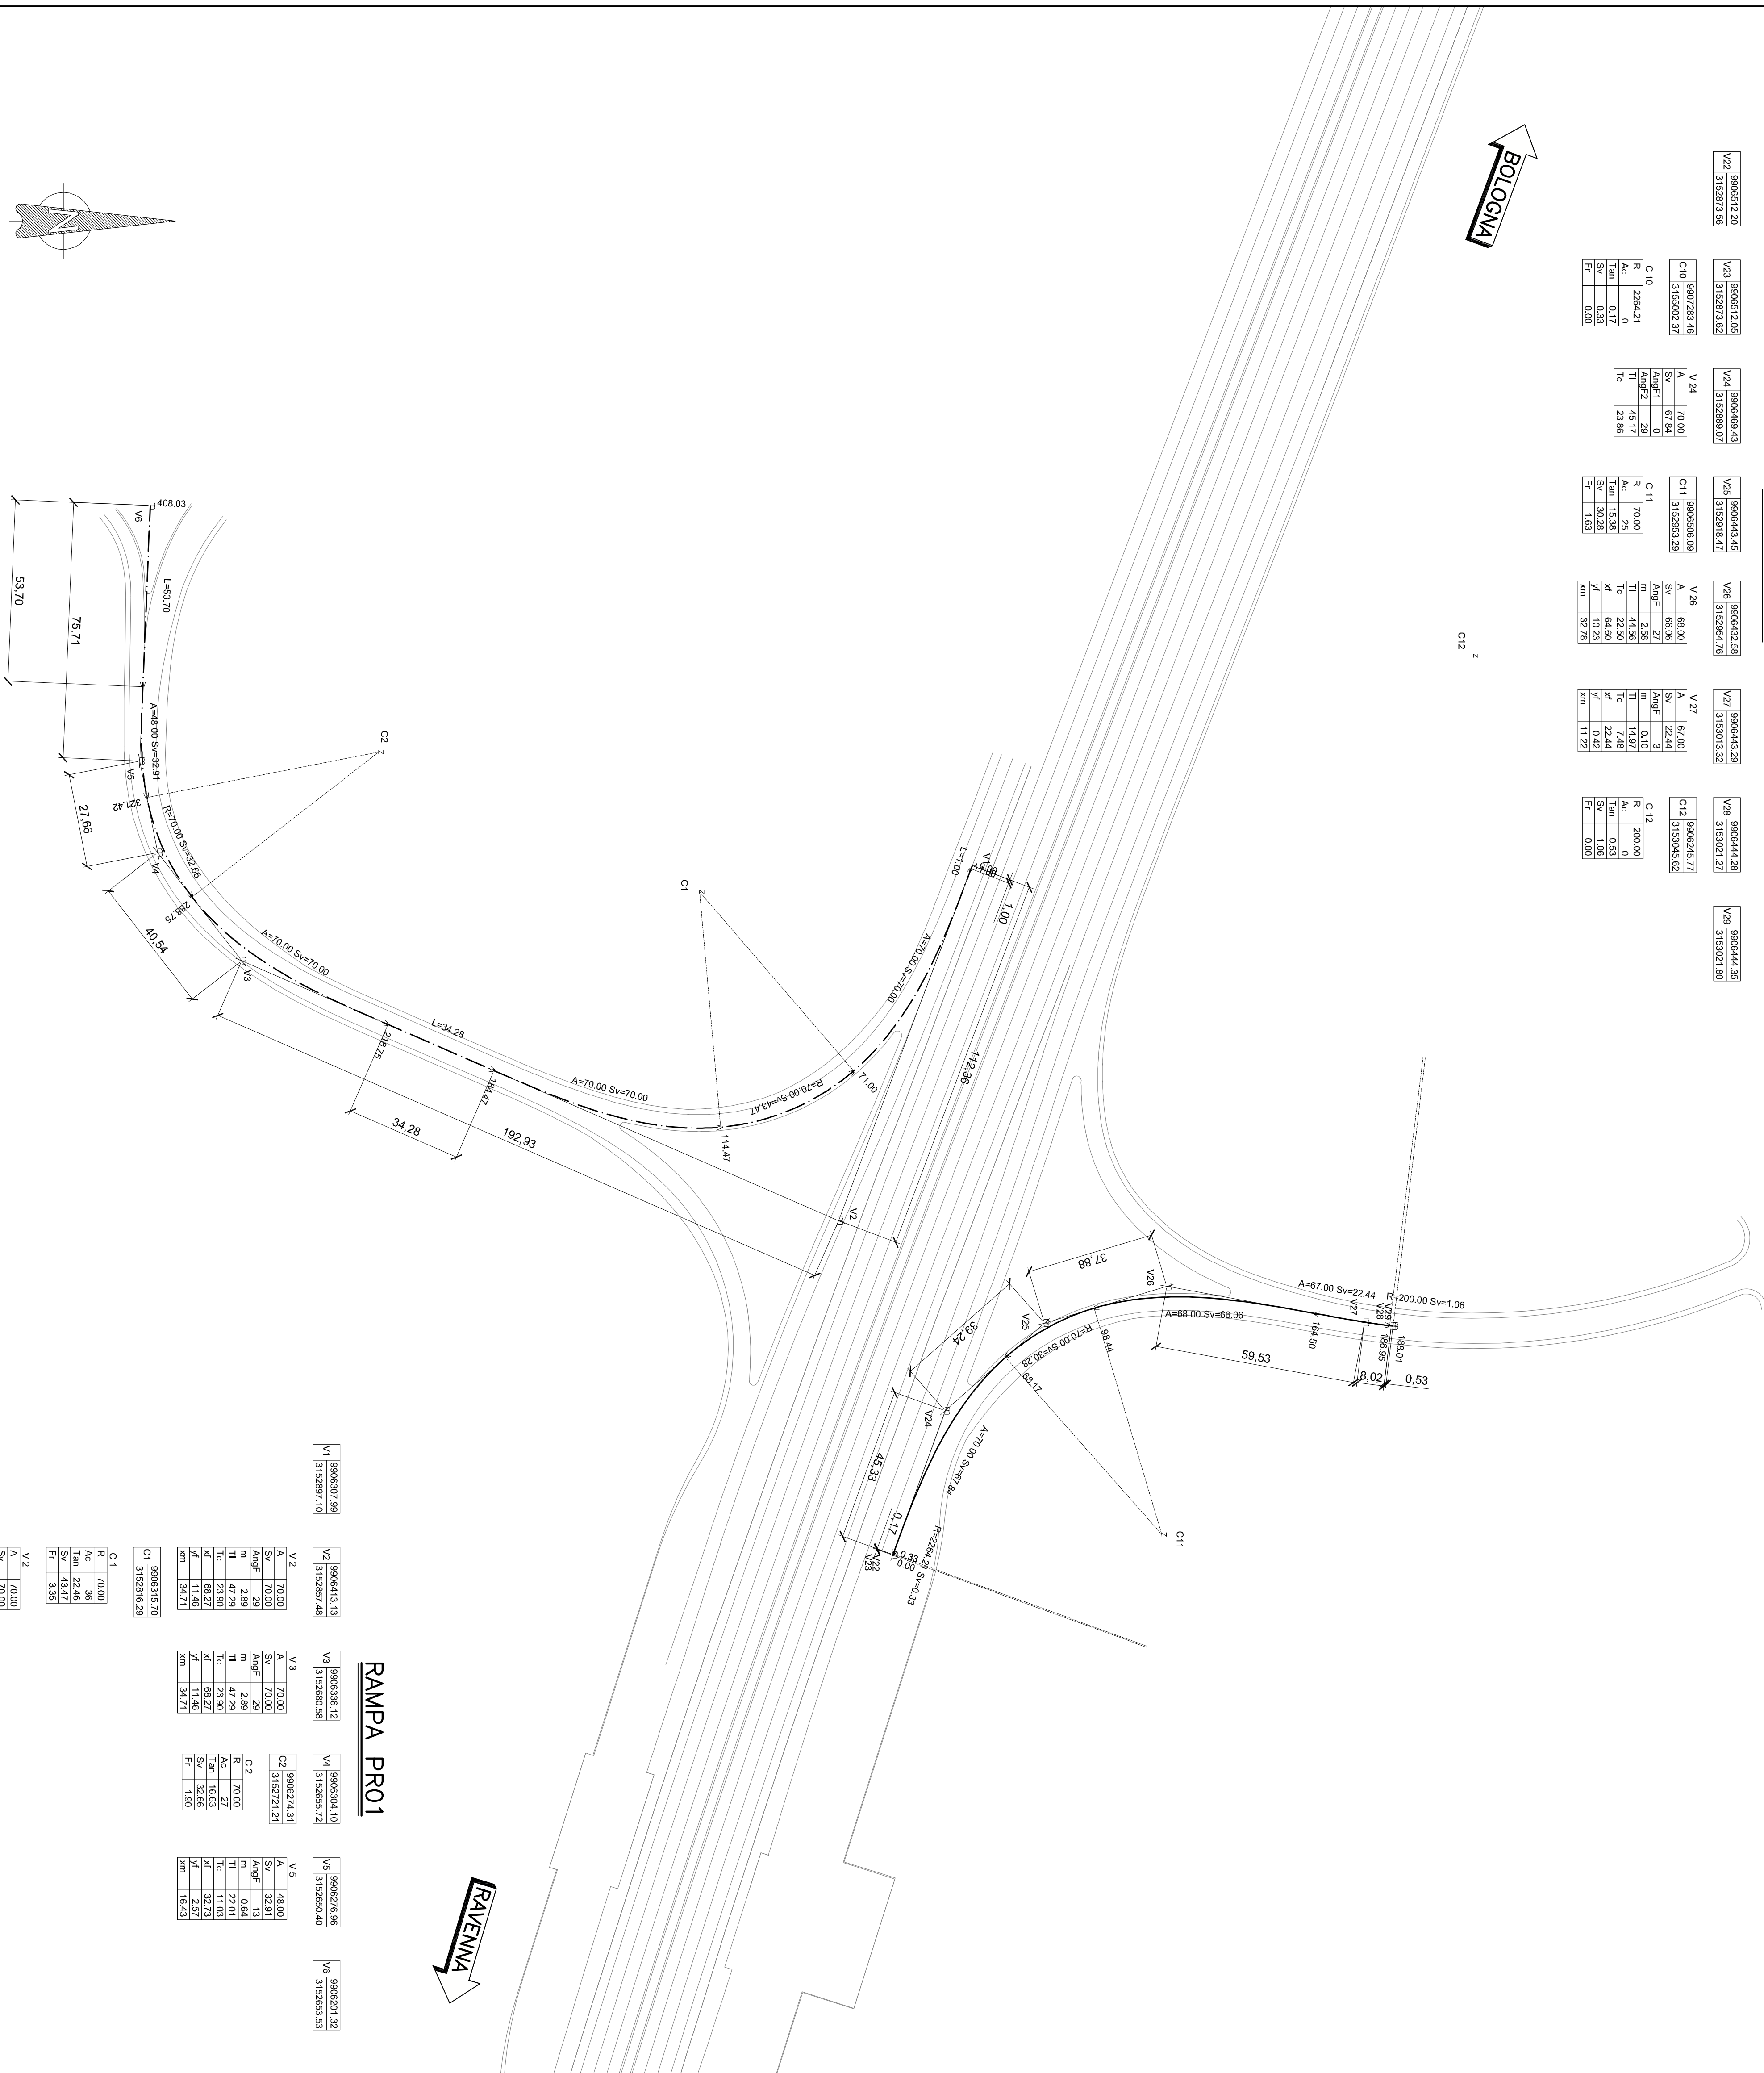 V22 9906512.20
3152873.56
V23 9906512.05
3152873.62
V24 9906469.43
3152889.07
V25 9906443.45
3152918.47
V26 9906432.58
3152954.76
V27 9906443.29
3153013.32
V28 9906444.28
3153021.27
V29 9906444.35
3153021.80
C10 9907283.46
3155002.37
C11 9906506.09
3152953.29
C12 9906245.77
3153045.62
C 10
R 2264.21
Ac 0
Tan 0.17
Sv 0.33
Fr 0.00
V 24
A 70.00
Sv 67.84
AngF1 0
AngF2 29
Tl 45.17
Tc 23.86
C 11
R 70.00
Ac 25
Tan 15.38
Sv 30.28
Fr 1.63
V 26
A 68.00
Sv 66.06
AngF 27
m 2.58
Tl 44.56
Tc 22.50
xf 64.60
yf 10.23
xm 32.78
V 27
A 67.00
Sv 22.44
AngF 3
m 0.10
Tl 14.97
Tc 7.48
xf 22.44
yf 0.42
xm 11.22
C 12
R 200.00
Ac 0
Tan 0.53
Sv 1.06
Fr 0.00
BOLOGNA
C12
Z
N
408.03
V6
L=53.70
53,70
75,71
A=48.00 Sv=32.91
V5
321.42
27,66
R=70.00 Sv=32.66
V4
288.75
40,54
C2
Z
A=70.00 Sv=70.00
V3
L=34.28
218.75
184.47
34,28
192,93
A=70.00 Sv=70.00
C1
Z
R=70.00 Sv=43.47
114.47
71.00
A=70.00 Sv=70.00
L=1.00
V1
1,00
112,36
V2
A=67.00 Sv=22.44
R=200.00 Sv=1.06
V29
V28
V27
188.01
186.95
164.50
0,53
8,02
59,53
A=68.00 Sv=66.06
V26
37,88
98.44
V25
R=70.00 Sv=30.28
68.17
39,24
V24
A=70.00 Sv=67.84
45,33
0,17
C11
Z
R=2264.21 Sv=0.33
0.33
0.00
V22
V23
RAMPA PR01
V1 9906307.99
3152897.10
V2 9906413.13
3152857.48
V3 9906336.12
3152680.58
V4 9906304.10
3152655.72
V5 9906276.96
3152650.40
V6 9906201.32
3152653.53
V 2
A 70.00
Sv 70.00
AngF 29
m 2.89
Tl 47.29
Tc 23.90
xf 68.27
yf 11.46
xm 34.71
V 3
A 70.00
Sv 70.00
AngF 29
m 2.89
Tl 47.29
Tc 23.90
xf 68.27
yf 11.46
xm 34.71
C2 9906274.31
3152721.21
C 2
R 70.00
Ac 27
Tan 16.63
Sv 32.66
Fr 1.90
V 5
A 48.00
Sv 32.91
AngF 13
m 0.64
Tl 22.01
Tc 11.03
xf 32.73
yf 2.57
xm 16.43
C1 9906315.70
3152816.29
C 1
R 70.00
Ac 36
Tan 22.46
Sv 43.47
Fr 3.35
V 2
A 70.00
Sv 70.00
RAVENNA